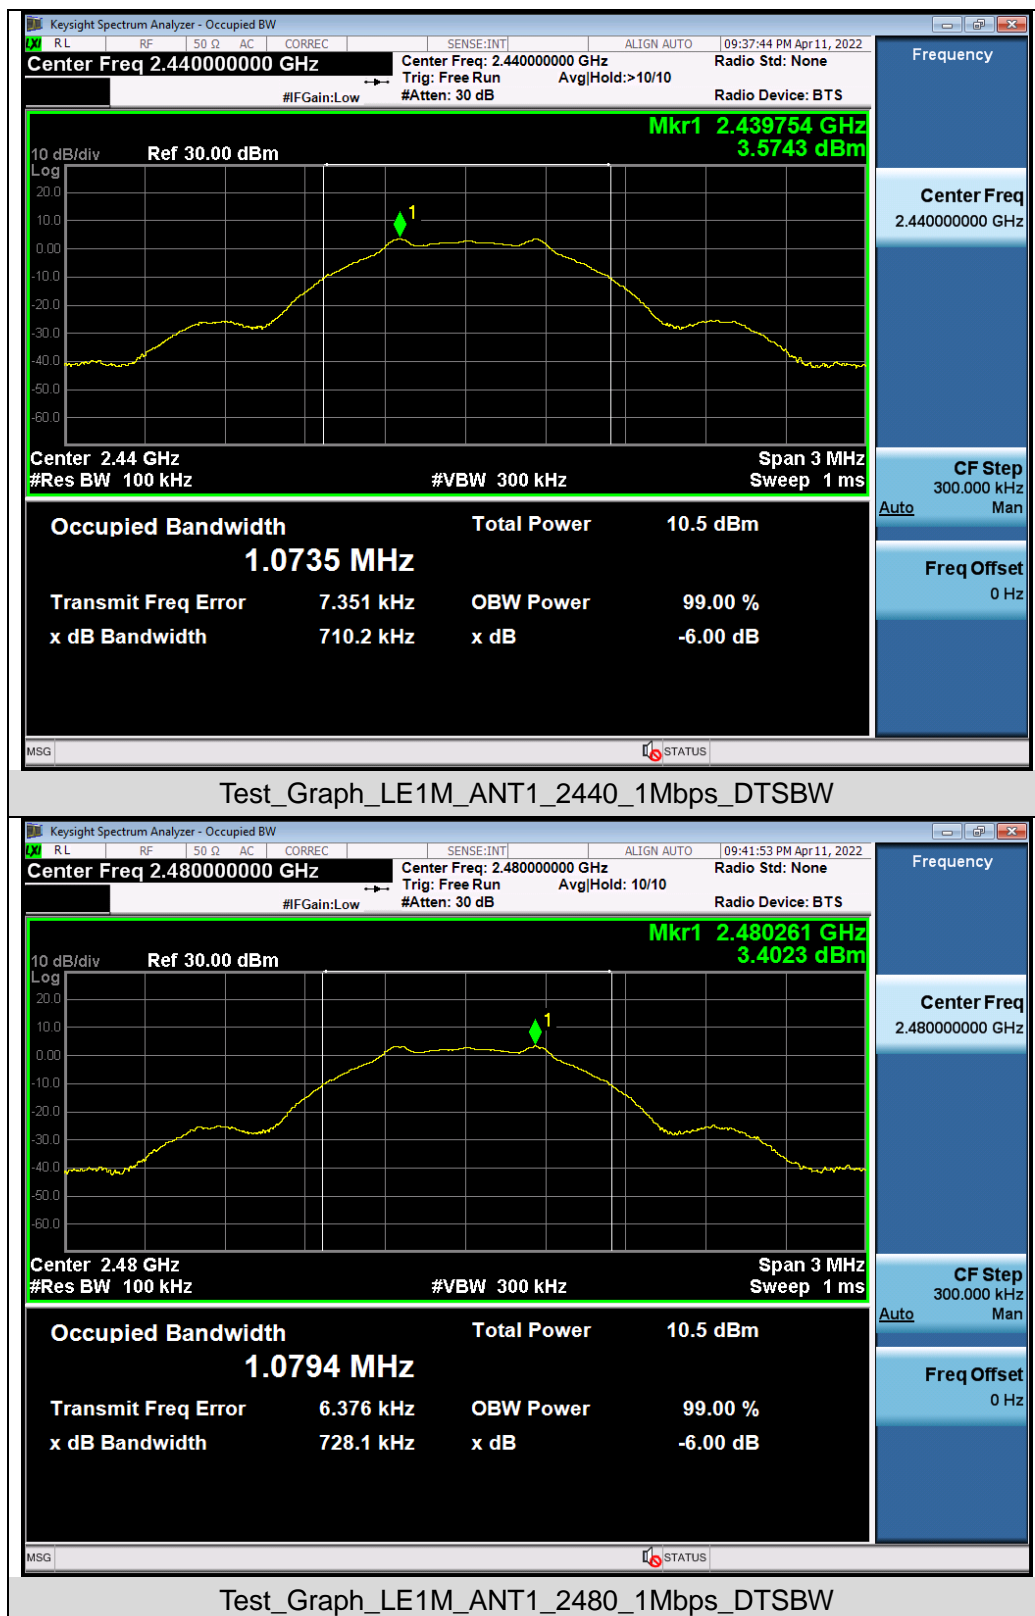 Keysight Spectrum Analyzer - Occupied BW
LXI RL RF 50 Ω AC CORREC SENSE:INT ALIGN AUTO 09:37:44 PM Apr 11, 2022
Center Freq 2.440000000 GHz Center Freq: 2.440000000 GHz Radio Std: None
Trig: Free Run Avg|Hold:>10/10
#IFGain:Low #Atten: 30 dB Radio Device: BTS
Frequency
Mkr1 2.439754 GHz
3.5743 dBm
10 dB/div Ref 30.00 dBm
Log
20.0
10.0
0.00
-10.0
-20.0
-30.0
-40.0
-50.0
-60.0
1
Center Freq
2.440000000 GHz
Center 2.44 GHz Span 3 MHz
#Res BW 100 kHz #VBW 300 kHz Sweep 1 ms
CF Step
300.000 kHz
Auto Man
Occupied Bandwidth Total Power 10.5 dBm
1.0735 MHz
Freq Offset
0 Hz
Transmit Freq Error 7.351 kHz OBW Power 99.00 %
x dB Bandwidth 710.2 kHz x dB -6.00 dB
MSG STATUS
Test_Graph_LE1M_ANT1_2440_1Mbps_DTSBW
Keysight Spectrum Analyzer - Occupied BW
LXI RL RF 50 Ω AC CORREC SENSE:INT ALIGN AUTO 09:41:53 PM Apr 11, 2022
Center Freq 2.480000000 GHz Center Freq: 2.480000000 GHz Radio Std: None
Trig: Free Run Avg|Hold: 10/10
#IFGain:Low #Atten: 30 dB Radio Device: BTS
Frequency
Mkr1 2.480261 GHz
3.4023 dBm
10 dB/div Ref 30.00 dBm
Log
20.0
10.0
0.00
-10.0
-20.0
-30.0
-40.0
-50.0
-60.0
1
Center Freq
2.480000000 GHz
Center 2.48 GHz Span 3 MHz
#Res BW 100 kHz #VBW 300 kHz Sweep 1 ms
CF Step
300.000 kHz
Auto Man
Occupied Bandwidth Total Power 10.5 dBm
1.0794 MHz
Freq Offset
0 Hz
Transmit Freq Error 6.376 kHz OBW Power 99.00 %
x dB Bandwidth 728.1 kHz x dB -6.00 dB
MSG STATUS
Test_Graph_LE1M_ANT1_2480_1Mbps_DTSBW